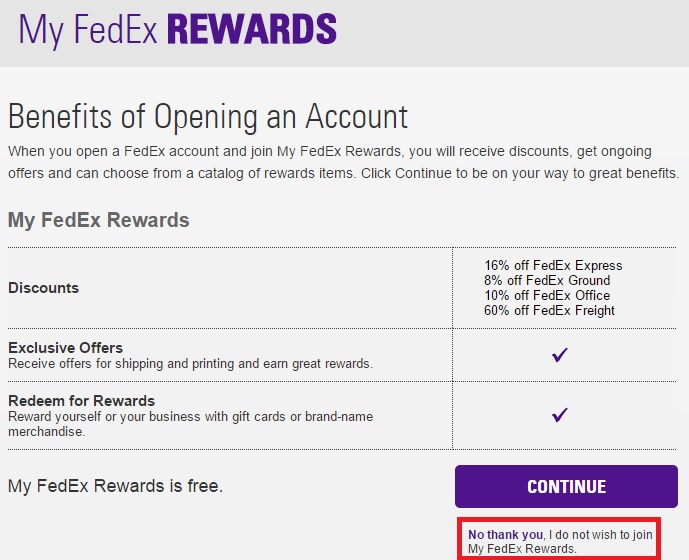 My FedEx REWARDS
Benefits of Opening an Account
When you open a FedEx account and join My FedEx Rewards, you will receive discounts, get ongoing
offers and can choose from a catalog of rewards items. Click Continue to be on your way to great benefits.
My FedEx Rewards
Discounts
16% off FedEx Express
8% off FedEx Ground
10% off FedEx Office
60% off FedEx Freight
Exclusive Offers
Receive offers for shipping and printing and earn great rewards.
Redeem for Rewards
Reward yourself or your business with gift cards or brand-name
merchandise.
My FedEx Rewards is free.
CONTINUE
No thank you, I do not wish to join
My FedEx Rewards.